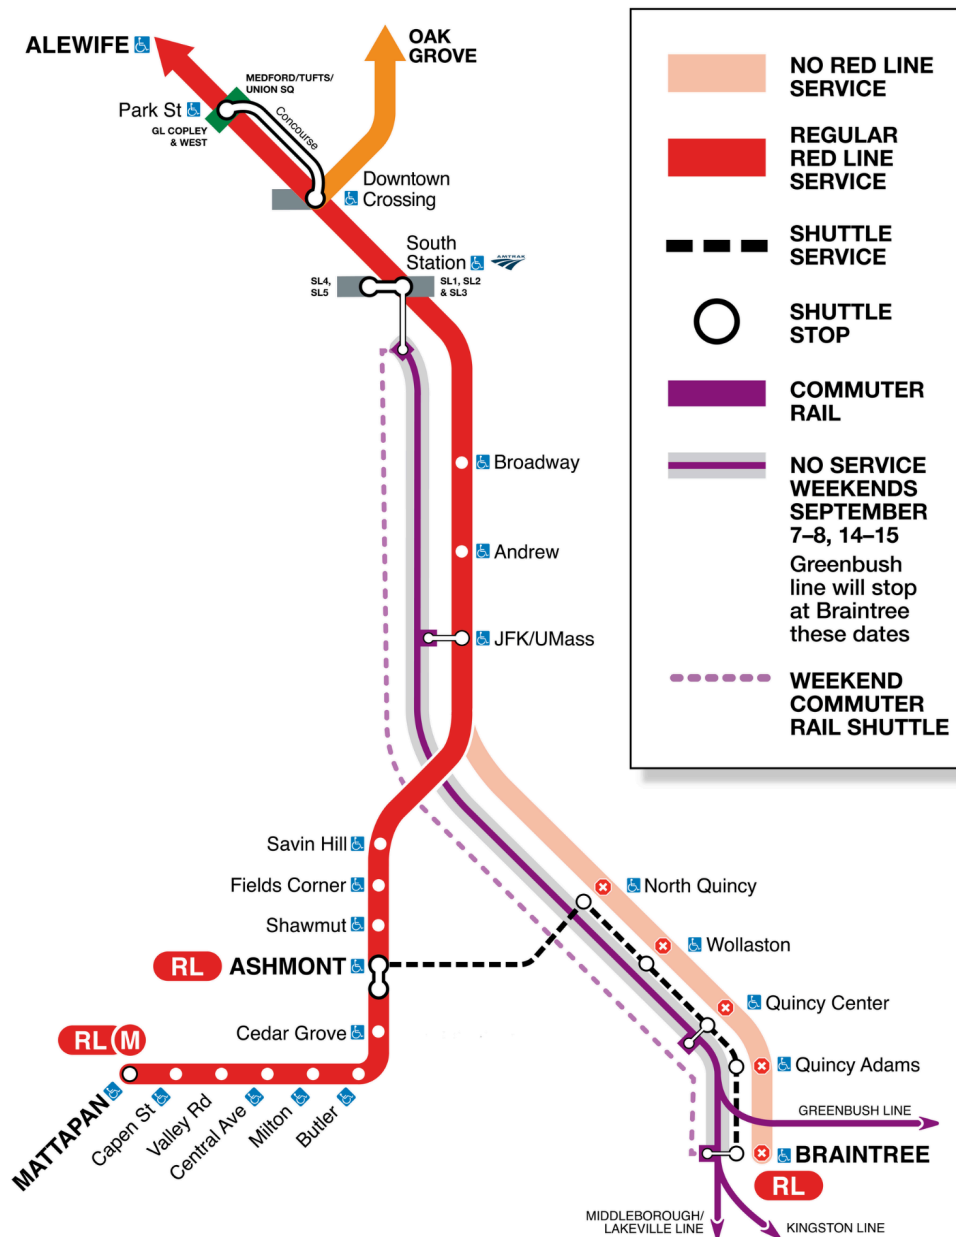 ALEWIFE
OAK
GROVE
MEDFORD/TUFTS/
UNION SQ
Park St
GL COPLEY
& WEST
Concourse
Downtown
Crossing
South
Station
AMTRAK
SL4,
SL5
SL1, SL2
& SL3
Broadway
Andrew
JFK/UMass
Savin Hill
Fields Corner
Shawmut
RL ASHMONT
Cedar Grove
RL M
MATTAPAN
Capen St
Valley Rd
Central Ave
Milton
Butler
North Quincy
Wollaston
Quincy Center
Quincy Adams
GREENBUSH LINE
BRAINTREE
RL
MIDDLEBOROUGH/
LAKEVILLE LINE
KINGSTON LINE
NO RED LINE
SERVICE
REGULAR
RED LINE
SERVICE
SHUTTLE
SERVICE
SHUTTLE
STOP
COMMUTER
RAIL
NO SERVICE
WEEKENDS
SEPTEMBER
7–8, 14–15
Greenbush
line will stop
at Braintree
these dates
WEEKEND
COMMUTER
RAIL SHUTTLE